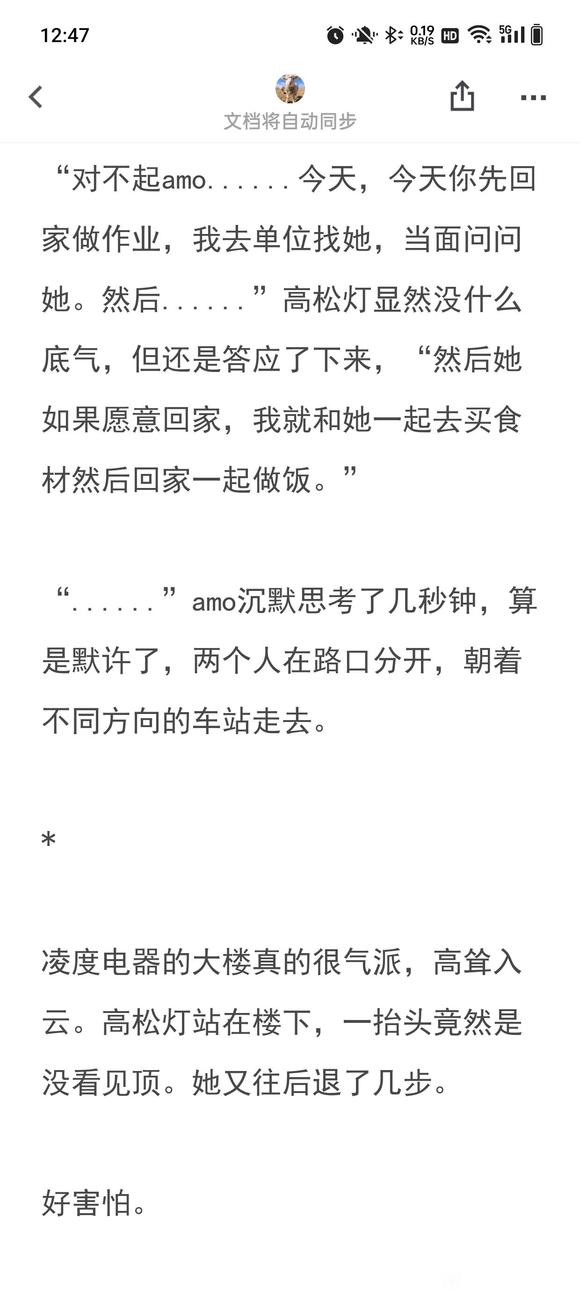 12:47
0.19
KB/S
HD
5G
文档将自动同步
“对不起amo......今天，今天你先回
家做作业，我去单位找她，当面问问
她。然后......”高松灯显然没什么
底气，但还是答应了下来，“然后她
如果愿意回家，我就和她一起去买食
材然后回家一起做饭。”
“......”amo沉默思考了几秒钟，算
是默许了，两个人在路口分开，朝着
不同方向的车站走去。
*
凌度电器的大楼真的很气派，高耸入
云。高松灯站在楼下，一抬头竟然是
没看见顶。她又往后退了几步。
好害怕。